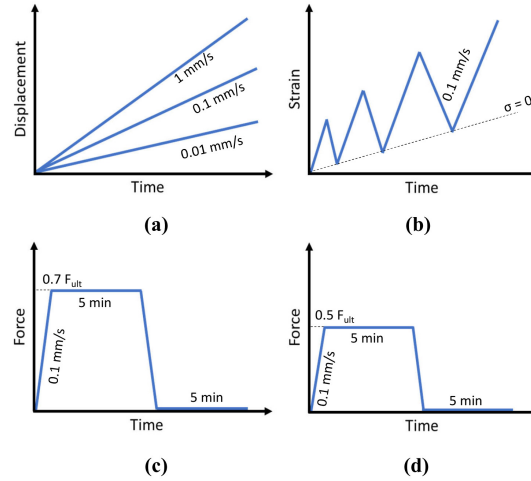 Displacement
1 mm/s
0.1 mm/s
0.01 mm/s
Time
(a)
Strain
0.1 mm/s
σ = 0
Time
(b)
Force
0.7 Fult
5 min
0.1 mm/s
5 min
Time
(c)
Force
0.5 Fult
5 min
0.1 mm/s
5 min
Time
(d)